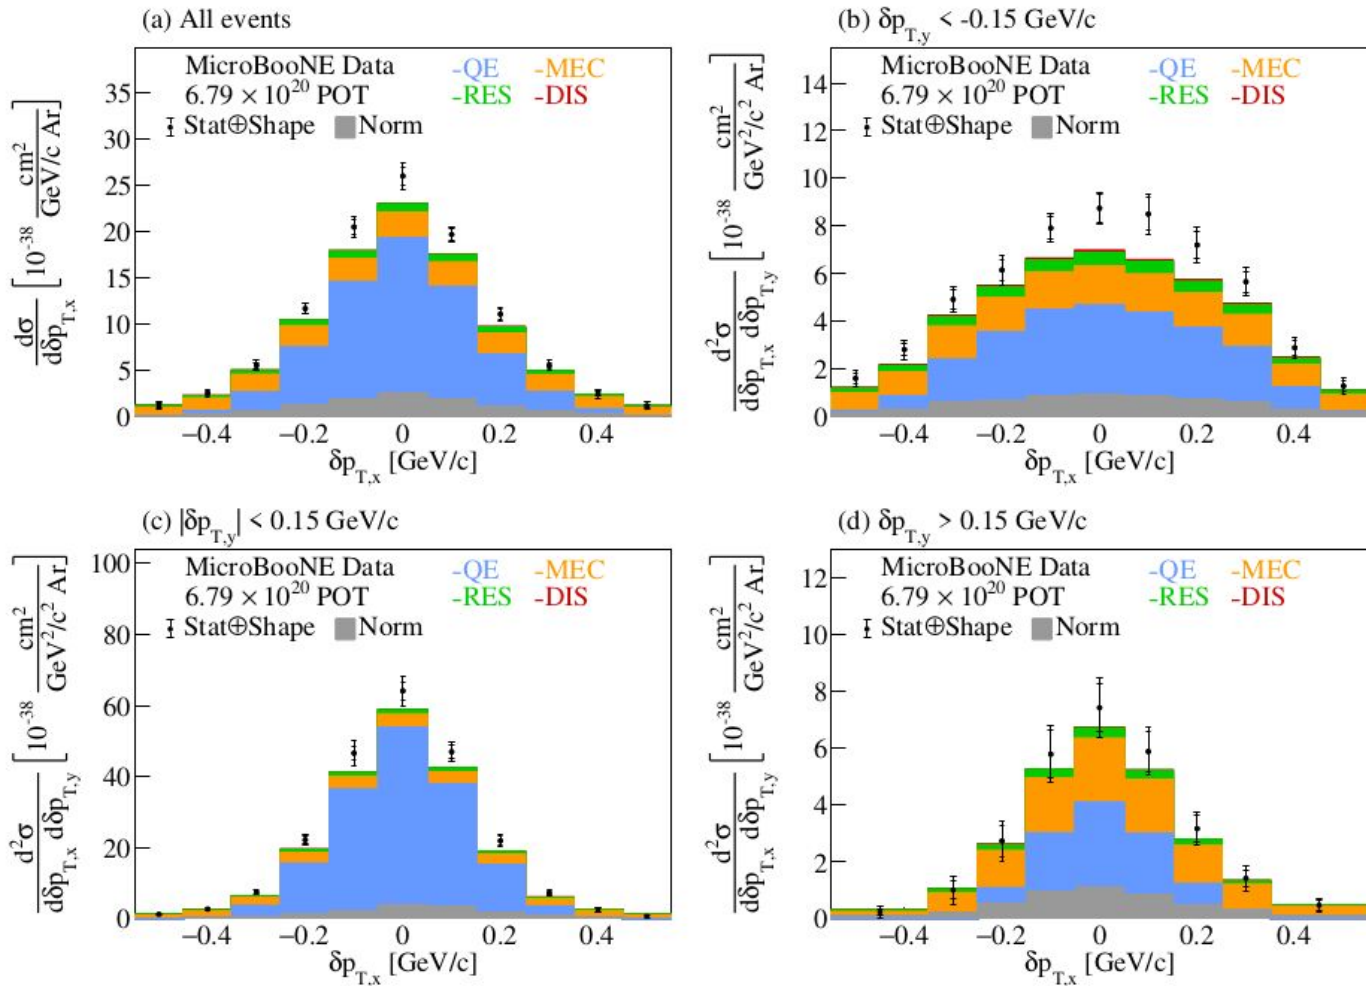 (a) All events
MicroBooNE Data
6.79 × 10²⁰ POT
Stat⊕Shape Norm
-QE -MEC
-RES -DIS
dσ/dδp_T,x [10⁻³⁸ cm²/GeV/c Ar]
35
30
25
20
15
10
5
0
−0.4 −0.2 0 0.2 0.4
δp_T,x [GeV/c]
(b) δp_T,y < -0.15 GeV/c
MicroBooNE Data
6.79 × 10²⁰ POT
Stat⊕Shape Norm
-QE -MEC
-RES -DIS
d²σ/dδp_T,x dδp_T,y [10⁻³⁸ cm²/GeV²/c² Ar]
14
12
10
8
6
4
2
0
−0.4 −0.2 0 0.2 0.4
δp_T,x [GeV/c]
(c) |δp_T,y| < 0.15 GeV/c
MicroBooNE Data
6.79 × 10²⁰ POT
Stat⊕Shape Norm
-QE -MEC
-RES -DIS
d²σ/dδp_T,x dδp_T,y [10⁻³⁸ cm²/GeV²/c² Ar]
100
80
60
40
20
0
−0.4 −0.2 0 0.2 0.4
δp_T,x [GeV/c]
(d) δp_T,y > 0.15 GeV/c
MicroBooNE Data
6.79 × 10²⁰ POT
Stat⊕Shape Norm
-QE -MEC
-RES -DIS
d²σ/dδp_T,x dδp_T,y [10⁻³⁸ cm²/GeV²/c² Ar]
12
10
8
6
4
2
0
−0.4 −0.2 0 0.2 0.4
δp_T,x [GeV/c]